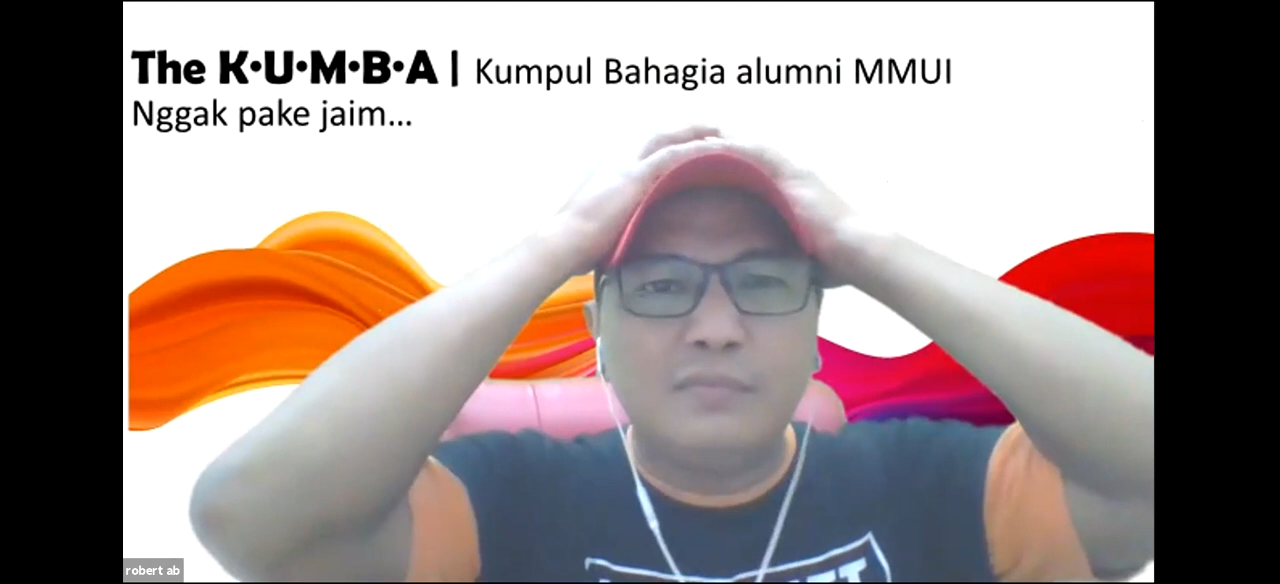 The K•U•M•B•A | Kumpul Bahagia alumni MMUI
Nggak pake jaim...
robert ab